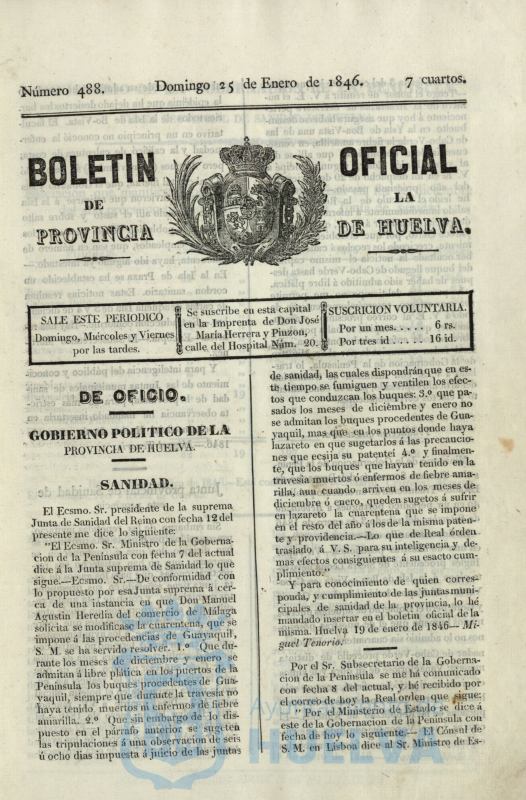 Número 488. Domingo 25 de Enero de 1846. 7 cuartos.
BOLETIN OFICIAL
DE LA
PROVINCIA DE HUELVA.
SALE ESTE PERIODICO
Domingo, Miércoles y Viernes
por las tardes.
Se suscribe en esta capital
en la Imprenta de Don José
María Herrera y Pinzon,
calle del Hospital Núm. 20.
SUSCRICION VOLUNTARIA.
Por un mes. . . . . 6 rs.
Por tres id . . . . . 16 id.
DE OFICIO.
GOBIERNO POLITICO DE LA
PROVINCIA DE HUELVA.
SANIDAD.
El Ecsmo. Sr. presidente de la suprema
Junta de Sanidad del Reino con fecha 12 del
presente me dice lo siguiente:
"El Ecsmo. Sr. Ministro de la Goberna-
cion de la Península con fecha 7 del actual
dice á la Junta suprema de Sanidad lo que
sigue.—Ecsmo. Sr.—De conformidad con
lo propuesto por esa Junta suprema á cer-
ca de una instancia en que Don Manuel
Agustin Heredia del comercio de Málaga
solicita se modificase la cuarentena, que se
impone á las procedencias de Guayaquil,
S. M. se ha servido resolver. 1.º Que du-
rante los meses de diciembre y enero se
admitan á libre plática en los puertos de la
Península los buques procedentes de Gua-
yaquil, siempre que durante la travesia no
haya tenido muertos ni enfermos de fiebre
amarilla. 2.º Que sin embargo de lo dis-
puesto en el párrafo anterior se sugeten
las tripulaciones á una observacion de seis
ú ocho dias impuesta á juicio de las juntas
de sanidad, las cuales dispondrán que en es-
te tiempo se fumiguen y ventilen los efec-
tos que conduzcan los buques: 3.º que pa-
sados los meses de diciembre y enero no
se admitan los buques procedentes de Gua-
yaquil, mas que en los puntos donde haya
lazareto en que sugetarlos á las precaucio-
nes que ecsija su patente: 4.º y finalmen-
te, que los buques que hayan tenido en la
travesia muertos ó enfermos de fiebre ama-
rilla, aun cuando arriven en los meses de
diciembre ó enero, queden sugetos á sufrir
en lazareto la cuarentena que se impone
en el resto del año á los de la misma paten-
te y providencia.—Lo que de Real órden
traslado á V. S. para su inteligencia y de-
mas efectos consiguientes á su esacto cum-
plimiento."
Y para conocimiento de quien corres-
ponda, y cumplimiento de las juntas muni-
cipales de sanidad de la provincia, lo hé
mandado insertar en el boletin oficial de la
misma. Huelva 19 de enero de 1846— Mi-
guel Tenorio.
Por el Sr. Subsecretario de la Goberna-
cion de la Península se me há comunicado
con fecha 8 del actual, y hé recibido por
el correo de hoy la Real orden que sigue:
"Por el Ministerio de Estado se dice á
este de la Gobernacion de la Península con
fecha de hoy lo siguiente.— El Cónsul de
S. M. en Lisboa dice al Sr. Ministro de Es-
HUELVA